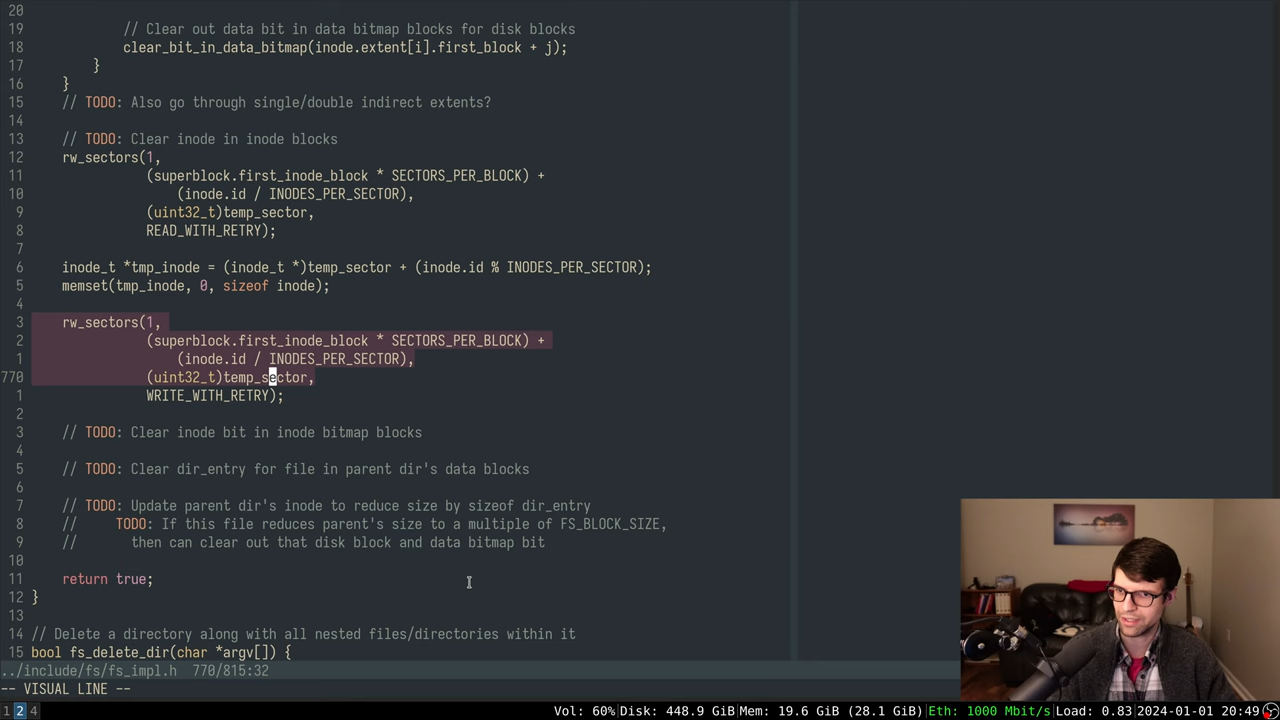 20
19 // Clear out data bit in data bitmap blocks for disk blocks
18 clear_bit_in_data_bitmap(inode.extent[i].first_block + j);
17 }
16 }
15 // TODO: Also go through single/double indirect extents?
14
13 // TODO: Clear inode in inode blocks
12 rw_sectors(1,
11 (superblock.first_inode_block * SECTORS_PER_BLOCK) +
10 (inode.id / INODES_PER_SECTOR),
9 (uint32_t)temp_sector,
8 READ_WITH_RETRY);
7
6 inode_t *tmp_inode = (inode_t *)temp_sector + (inode.id % INODES_PER_SECTOR);
5 memset(tmp_inode, 0, sizeof inode);
4
3 rw_sectors(1,
2 (superblock.first_inode_block * SECTORS_PER_BLOCK) +
1 (inode.id / INODES_PER_SECTOR),
770 (uint32_t)temp_sector,
1 WRITE_WITH_RETRY);
2
3 // TODO: Clear inode bit in inode bitmap blocks
4
5 // TODO: Clear dir_entry for file in parent dir's data blocks
6
7 // TODO: Update parent dir's inode to reduce size by sizeof dir_entry
8 // TODO: If this file reduces parent's size to a multiple of FS_BLOCK_SIZE,
9 // then can clear out that disk block and data bitmap bit
10
11 return true;
12 }
13
14 // Delete a directory along with all nested files/directories within it
15 bool fs_delete_dir(char *argv[]) {
../include/fs/fs_impl.h 770/815:32
-- VISUAL LINE --
1 2 4 Vol: 60%|Disk: 448.9 GiB|Mem: 19.6 GiB (28.1 GiB)|Eth: 1000 Mbit/s|Load: 0.83|2024-01-01 20:49